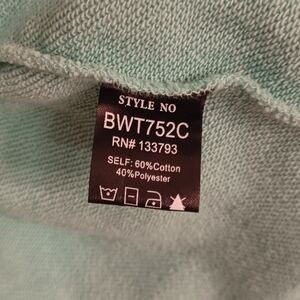 STYLE NO
BWT752C
RN# 133793
SELF: 60%Cotton
40%Polyester